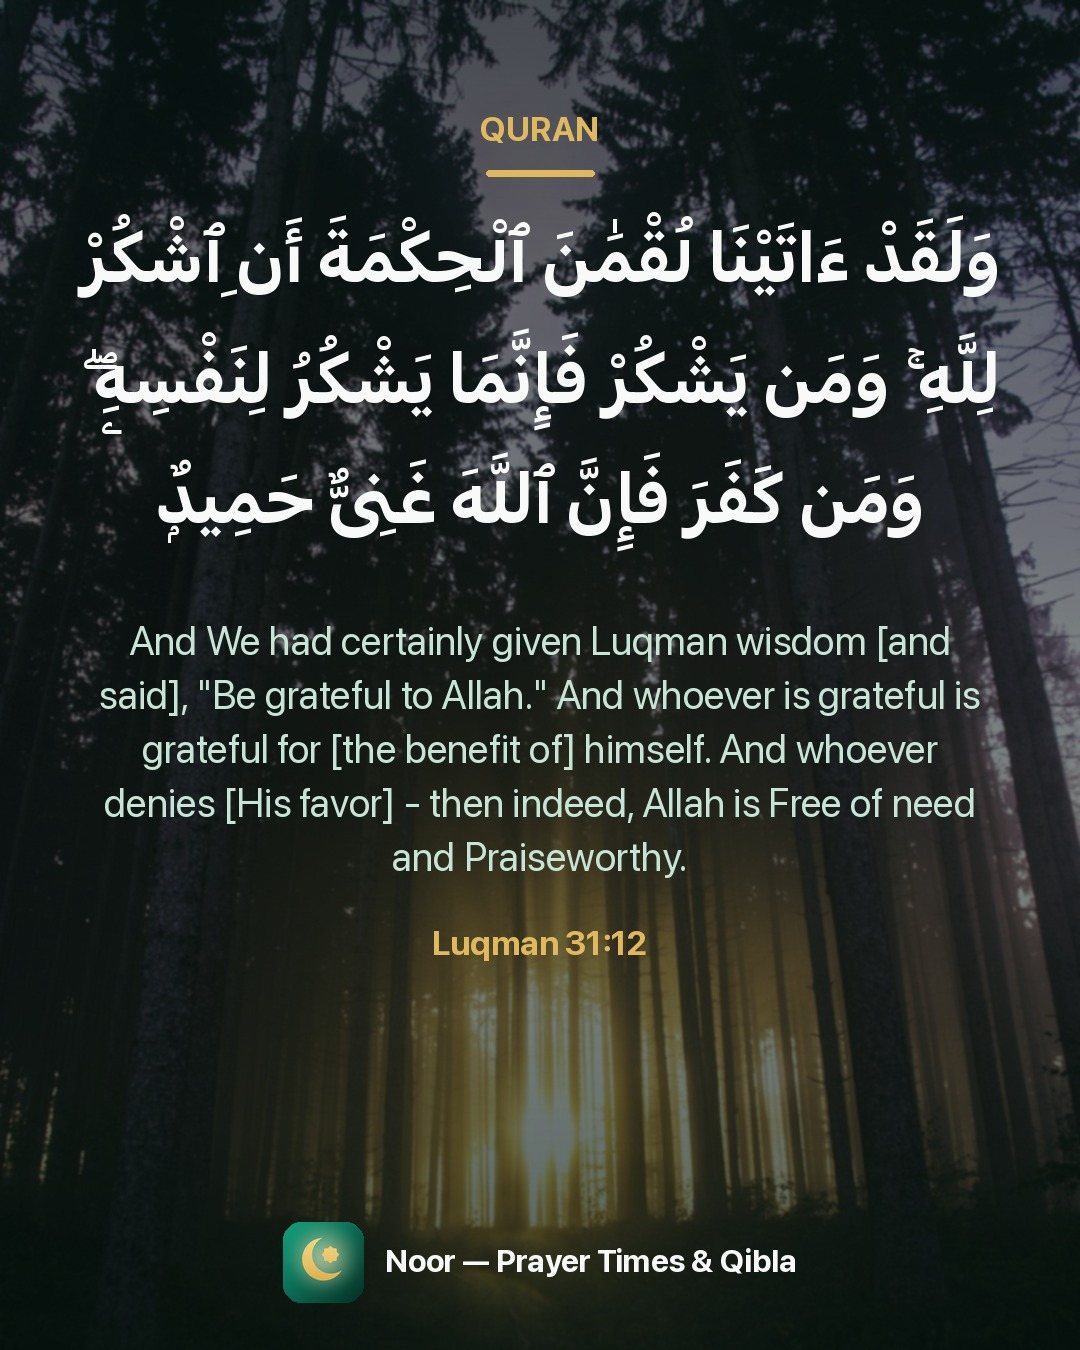 QURAN
وَلَقَدْ ءَاتَيْنَا لُقْمَٰنَ ٱلْحِكْمَةَ أَنِ ٱشْكُرْ
لِلَّهِ ۚ وَمَن يَشْكُرْ فَإِنَّمَا يَشْكُرُ لِنَفْسِهِۦ ۖ
وَمَن كَفَرَ فَإِنَّ ٱللَّهَ غَنِىٌّ حَمِيدٌۭ
And We had certainly given Luqman wisdom [and
said], "Be grateful to Allah." And whoever is grateful is
grateful for [the benefit of] himself. And whoever
denies [His favor] - then indeed, Allah is Free of need
and Praiseworthy.
Luqman 31:12
Noor — Prayer Times & Qibla